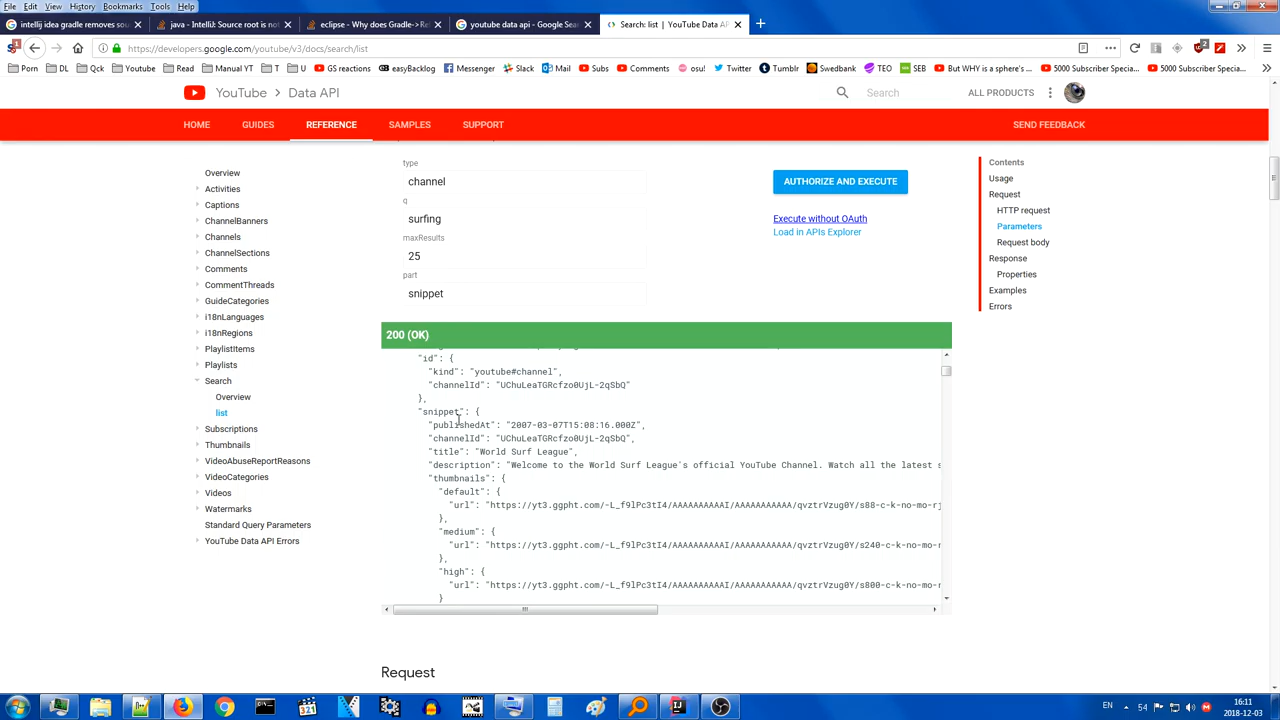 File Edit View History Bookmarks Tools Help
intellij idea gradle removes sou
java - IntelliJ: Source root is not
eclipse - Why does Gradle->Re
youtube data api - Google Sea
Search: list | YouTube Data AP
https://developers.google.com/youtube/v3/docs/search/list
Porn DL Qck Youtube Read Manual YT T U GS reactions easyBacklog Messenger Slack Mail Subs Comments osu! Twitter Tumblr Swedbank TEO SEB But WHY is a sphere's ... 5000 Subscriber Specia... 5000 Subscriber Specia...
YouTube > Data API
Search
ALL PRODUCTS
HOME GUIDES REFERENCE SAMPLES SUPPORT SEND FEEDBACK
Overview
Activities
Captions
ChannelBanners
Channels
ChannelSections
Comments
CommentThreads
GuideCategories
i18nLanguages
i18nRegions
PlaylistItems
Playlists
Search
Overview
list
Subscriptions
Thumbnails
VideoAbuseReportReasons
VideoCategories
Videos
Watermarks
Standard Query Parameters
YouTube Data API Errors
type
channel
q
surfing
maxResults
25
part
snippet
AUTHORIZE AND EXECUTE
Execute without OAuth
Load in APIs Explorer
200 (OK)
"id": {
"kind": "youtube#channel",
"channelId": "UChuLeaTGRcfzo0UjL-2qSbQ"
},
"snippet": {
"publishedAt": "2007-03-07T15:08:16.000Z",
"channelId": "UChuLeaTGRcfzo0UjL-2qSbQ",
"title": "World Surf League",
"description": "Welcome to the World Surf League's official YouTube Channel. Watch all the latest s
"thumbnails": {
"default": {
"url": "https://yt3.ggpht.com/-L_f9lPc3tI4/AAAAAAAAAAI/AAAAAAAAAAA/qvztrVzug0Y/s88-c-k-no-mo-rj
},
"medium": {
"url": "https://yt3.ggpht.com/-L_f9lPc3tI4/AAAAAAAAAAI/AAAAAAAAAAA/qvztrVzug0Y/s240-c-k-no-mo-r
},
"high": {
"url": "https://yt3.ggpht.com/-L_f9lPc3tI4/AAAAAAAAAAI/AAAAAAAAAAA/qvztrVzug0Y/s800-c-k-no-mo-r
}
Request
Contents
Usage
Request
HTTP request
Parameters
Request body
Response
Properties
Examples
Errors
EN
54
16:11
2018-12-03